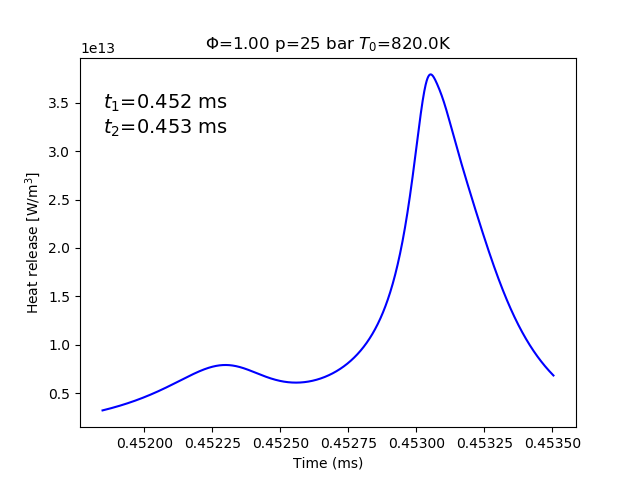 Φ=1.00 p=25 bar T₀=820.0K
1e13
t₁=0.452 ms
t₂=0.453 ms
3.5
3.0
2.5
2.0
1.5
1.0
0.5
Heat release [W/m³]
0.45200 0.45225 0.45250 0.45275 0.45300 0.45325 0.45350
Time (ms)